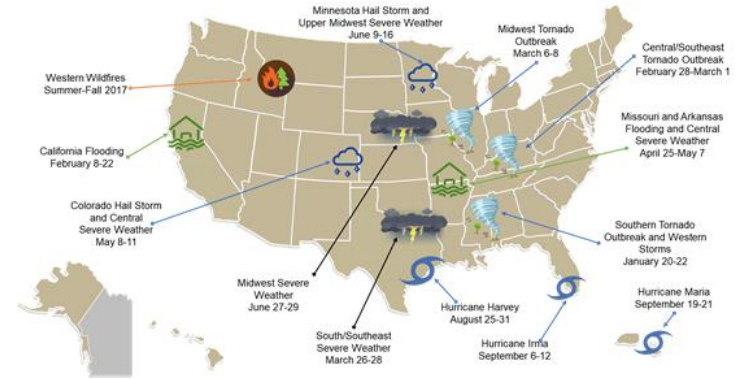 Minnesota Hail Storm and
Upper Midwest Severe Weather
June 9-16
Midwest Tornado
Outbreak
March 6-8
Central/Southeast
Tornado Outbreak
February 28-March 1
Western Wildfires
Summer-Fall 2017
Missouri and Arkansas
Flooding and Central
Severe Weather
April 25-May 7
California Flooding
February 8-22
Colorado Hail Storm
and Central
Severe Weather
May 8-11
Southern Tornado
Outbreak and Western
Storms
January 20-22
Midwest Severe
Weather
June 27-29
Hurricane Maria
September 19-21
Hurricane Harvey
August 25-31
South/Southeast
Severe Weather
March 26-28
Hurricane Irma
September 6-12